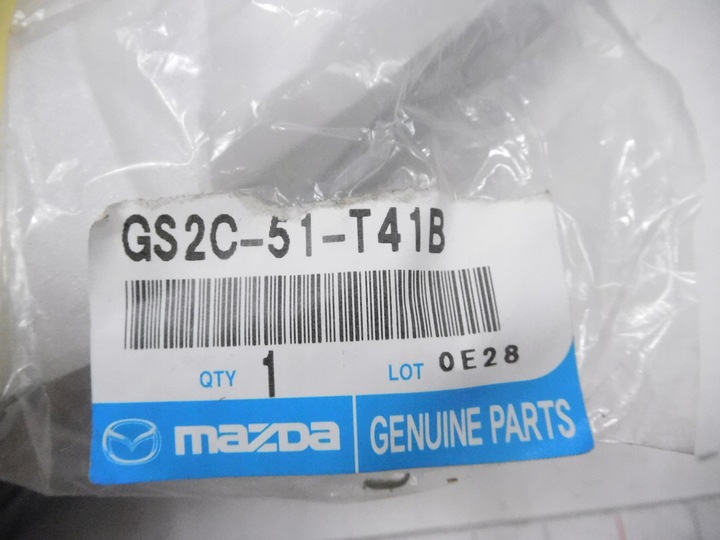 GS2C-51-T41B
QTY 1 LOT 0E28
mazda GENUINE PARTS